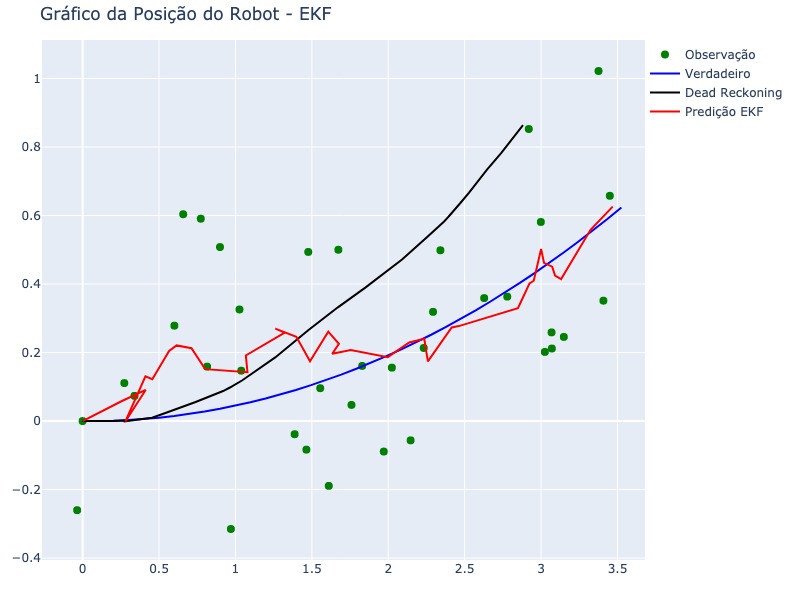 Gráfico da Posição do Robot - EKF
Observação
Verdadeiro
Dead Reckoning
Predição EKF
1
0.8
0.6
0.4
0.2
0
−0.2
−0.4
0 0.5 1 1.5 2 2.5 3 3.5